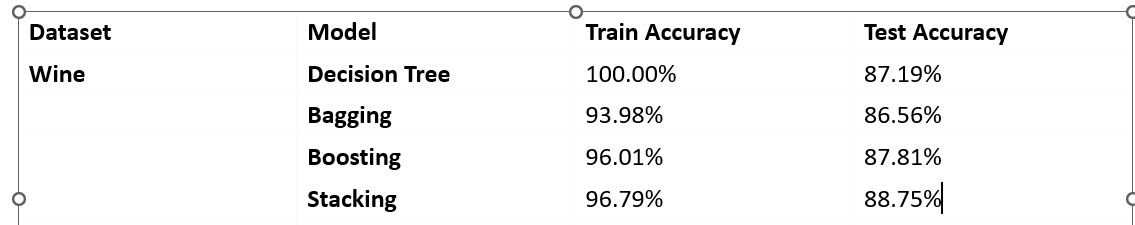 Dataset Model Train Accuracy Test Accuracy
Wine Decision Tree 100.00% 87.19%
Bagging 93.98% 86.56%
Boosting 96.01% 87.81%
Stacking 96.79% 88.75%